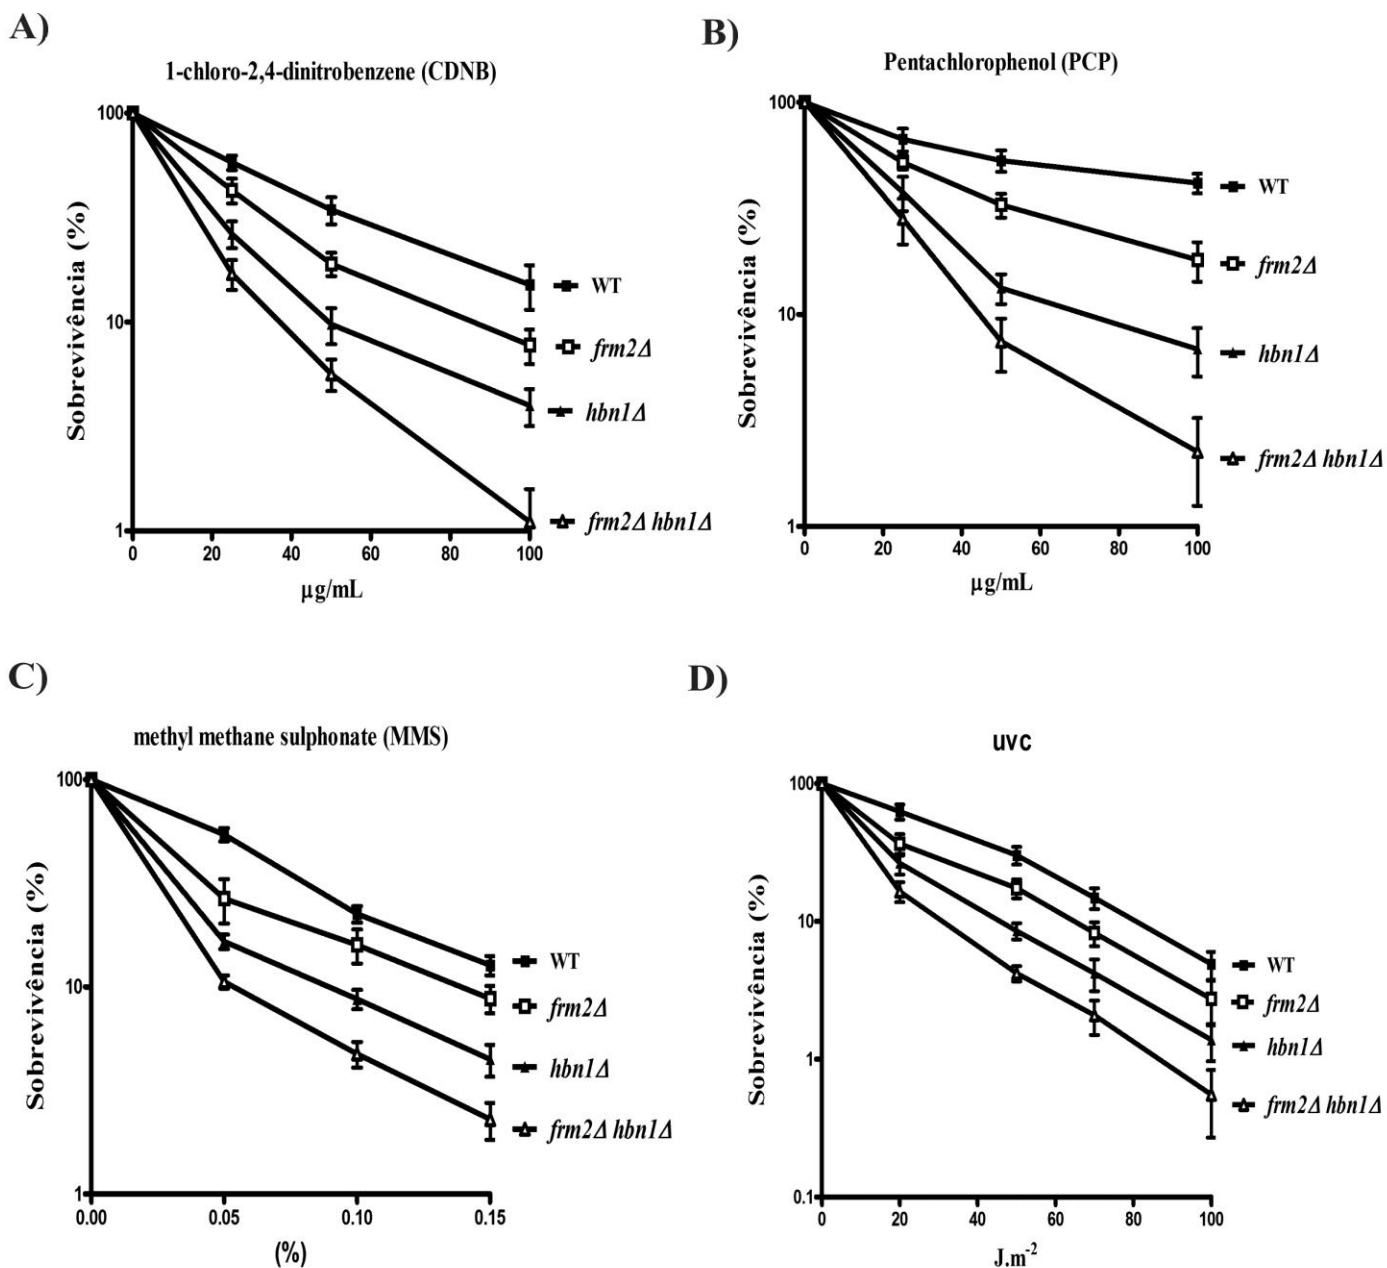 A)
1-chloro-2,4-dinitrobenzene (CDNB)
100
10
1
Sobrevivência (%)
0 20 40 60 80 100
µg/mL
WT
frm2Δ
hbn1Δ
frm2Δ hbn1Δ
B)
Pentachlorophenol (PCP)
100
10
1
Sobrevivência (%)
0 20 40 60 80 100
µg/mL
WT
frm2Δ
hbn1Δ
frm2Δ hbn1Δ
C)
methyl methane sulphonate (MMS)
100
10
1
Sobrevivência (%)
0.00 0.05 0.10 0.15
(%)
WT
frm2Δ
hbn1Δ
frm2Δ hbn1Δ
D)
UVC
100
10
1
0.1
Sobrevivência (%)
0 20 40 60 80 100
J.m-2
WT
frm2Δ
hbn1Δ
frm2Δ hbn1Δ